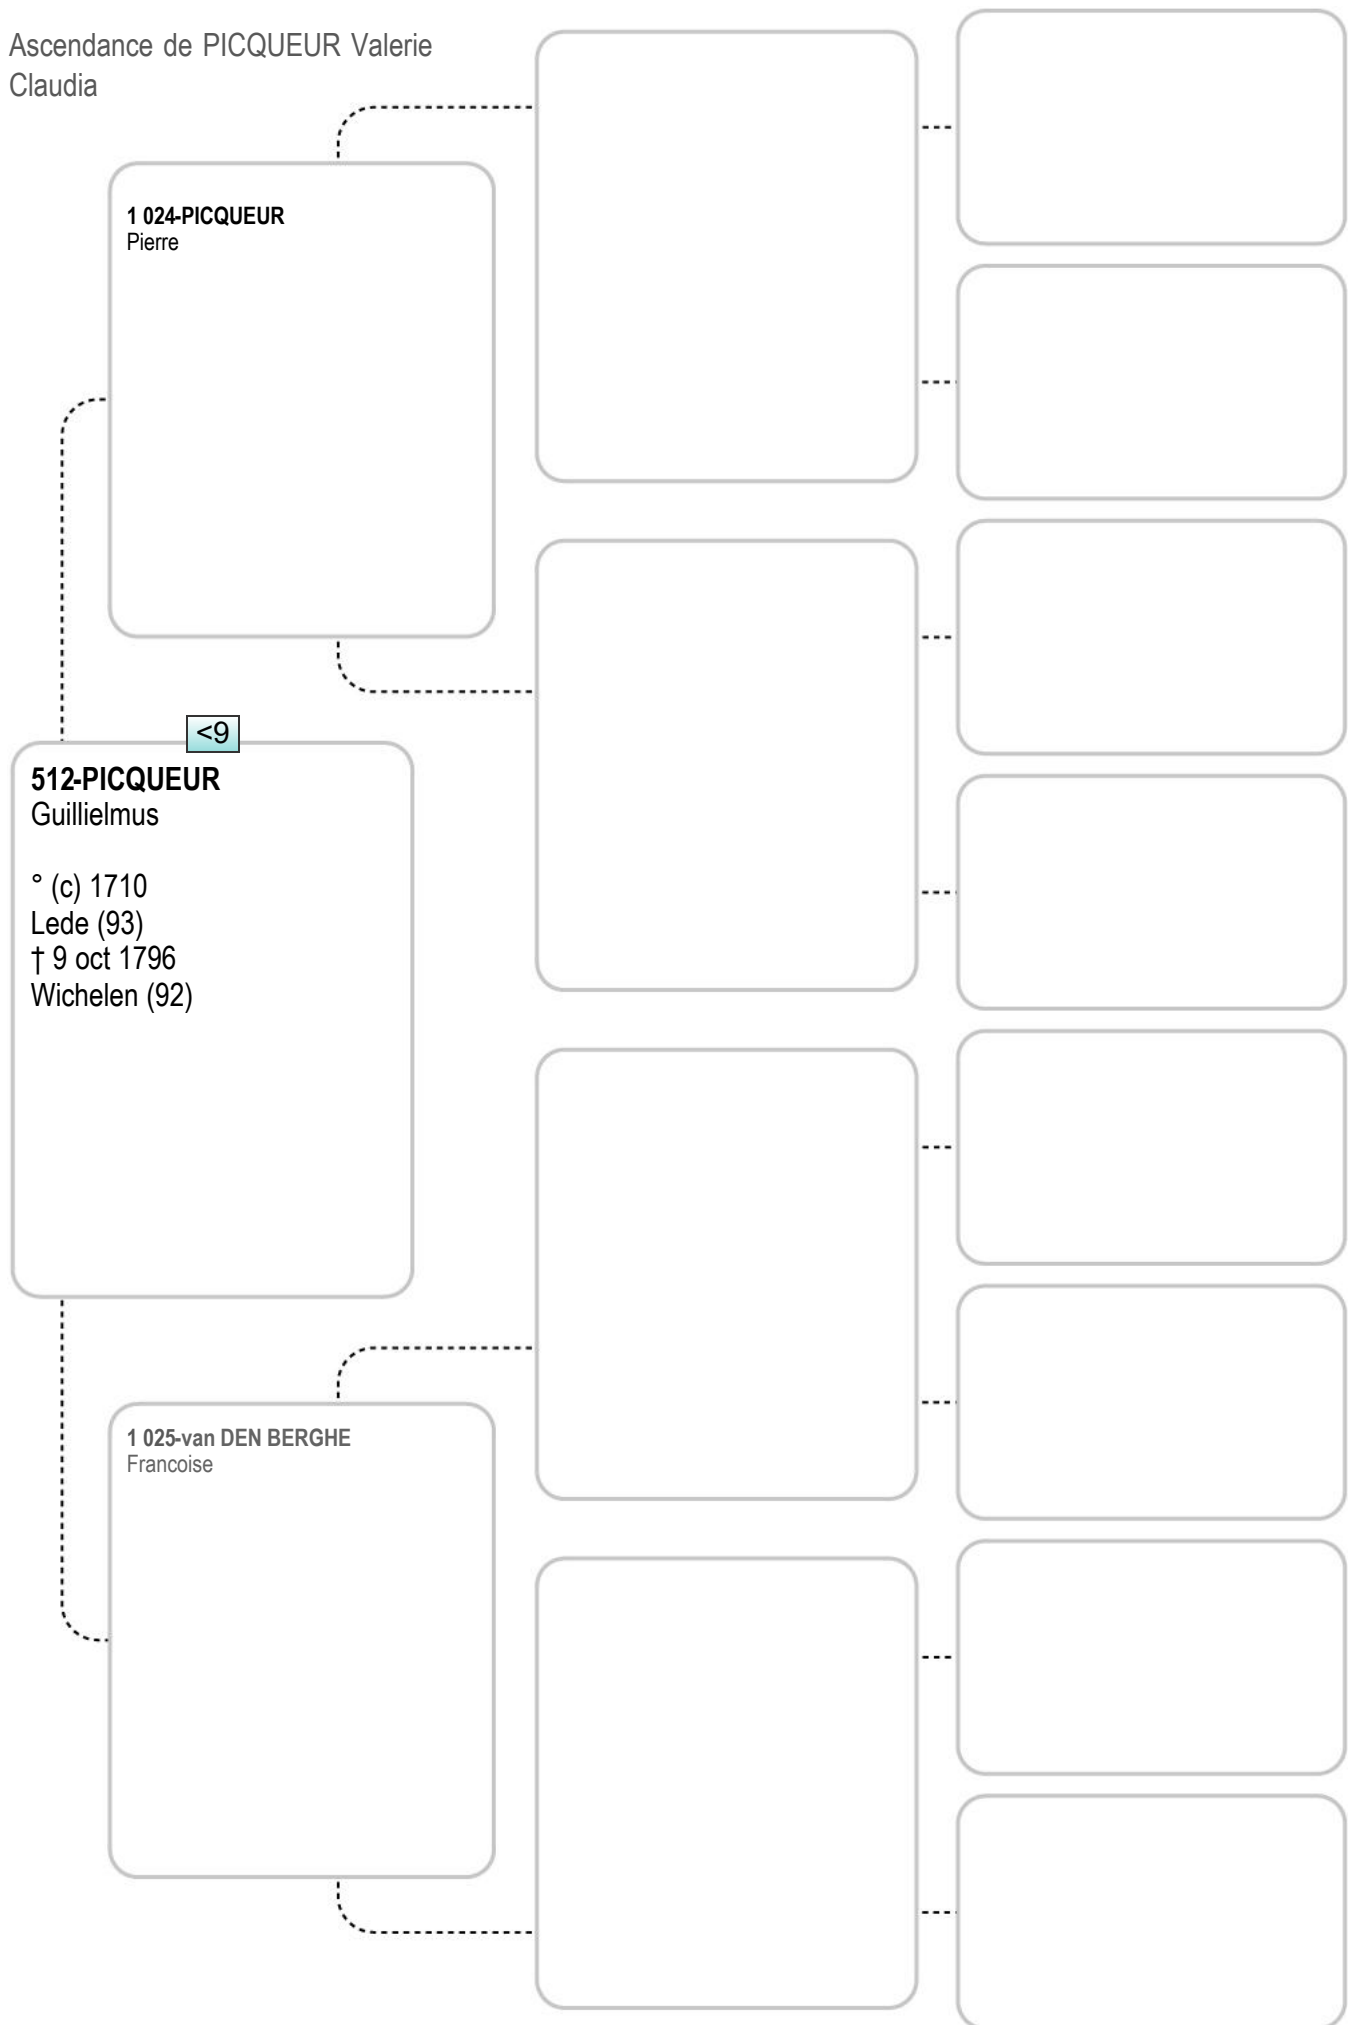 Ascendance de PICQUEUR Valerie
Claudia
1 024-PICQUEUR
Pierre
<9
512-PICQUEUR
Guillielmus
° (c) 1710
Lede (93)
† 9 oct 1796
Wichelen (92)
1 025-van DEN BERGHE
Francoise